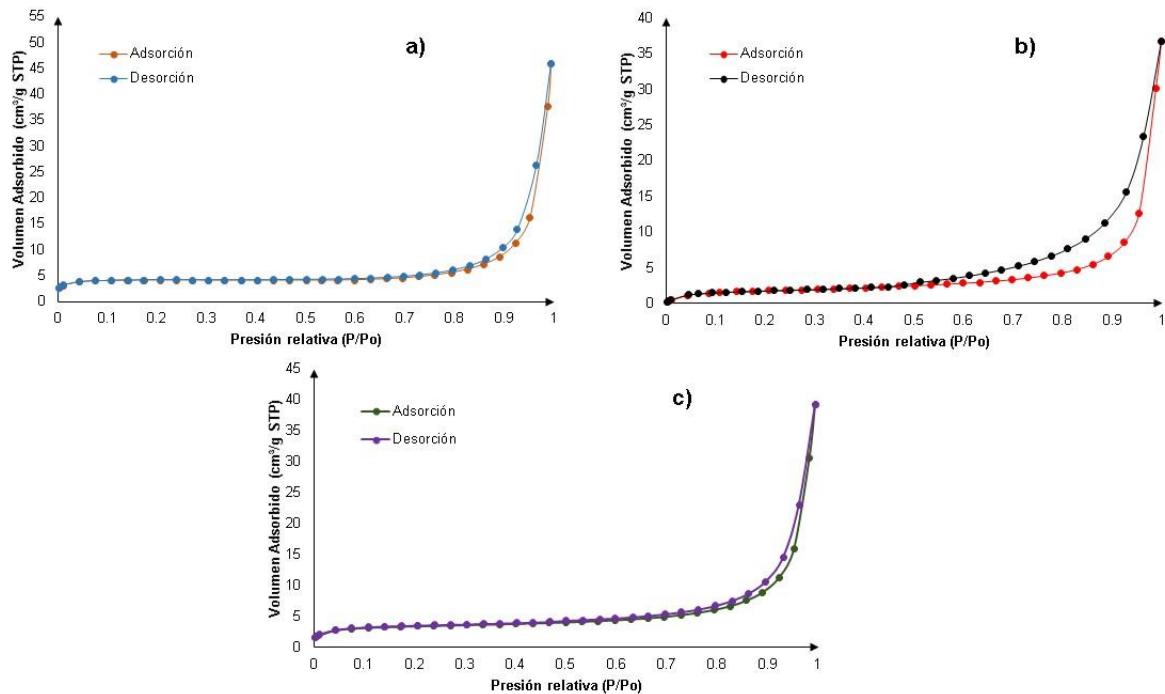 a)
Adsorción
Desorción
Volumen Adsorbido (cm³/g STP)
55
50
45
40
35
30
25
20
15
10
5
0
0 0.1 0.2 0.3 0.4 0.5 0.6 0.7 0.8 0.9 1
Presión relativa (P/Po)
b)
Adsorción
Desorción
Volumen Adsorbido (cm³/g STP)
40
35
30
25
20
15
10
5
0
0 0.1 0.2 0.3 0.4 0.5 0.6 0.7 0.8 0.9 1
Presión relativa (P/Po)
c)
Adsorción
Desorción
Volumen Adsorbido (cm³/g STP)
45
40
35
30
25
20
15
10
5
0
0 0.1 0.2 0.3 0.4 0.5 0.6 0.7 0.8 0.9 1
Presión relativa (P/Po)